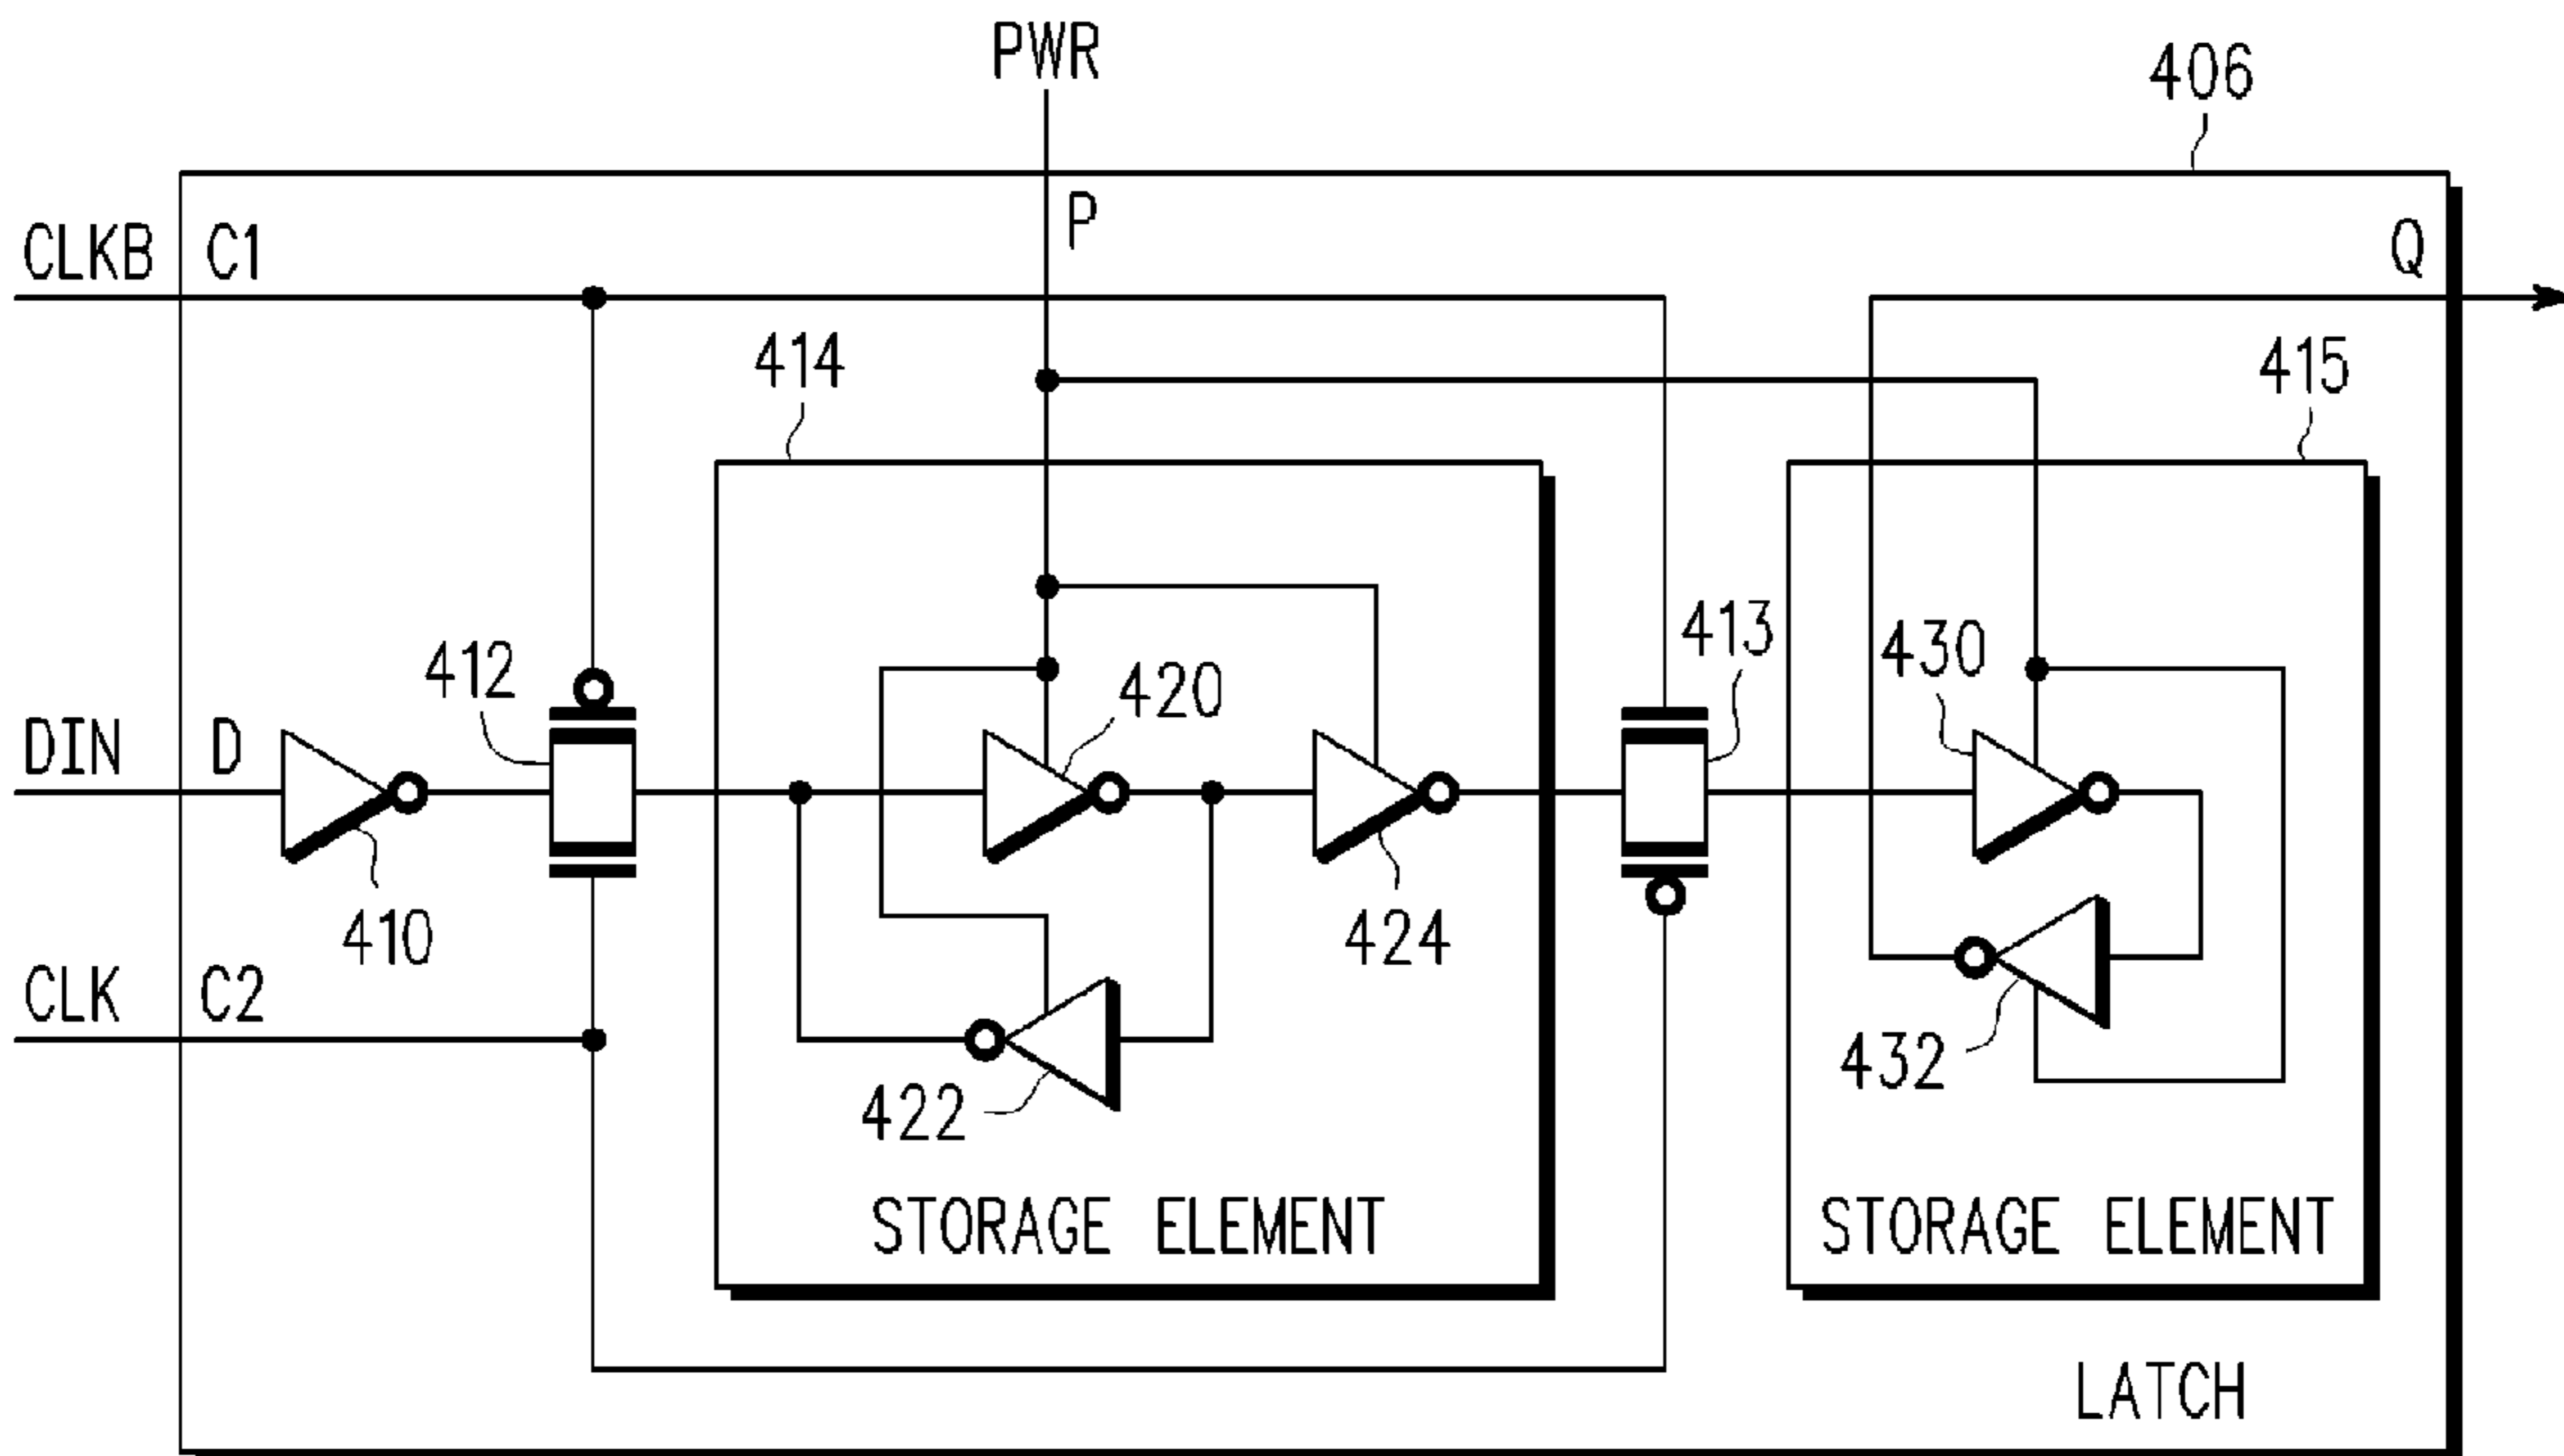 PWR
406
P
CLKB C1
Q
414
415
413
430
412
420
DIN D
410
424
CLK C2
432
422
STORAGE ELEMENT
STORAGE ELEMENT
LATCH